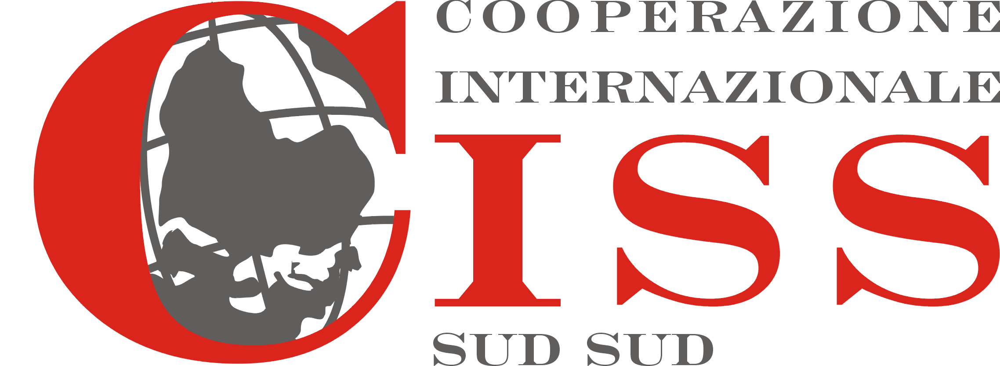 COOPERAZIONE
INTERNAZIONALE
CISS
SUD SUD